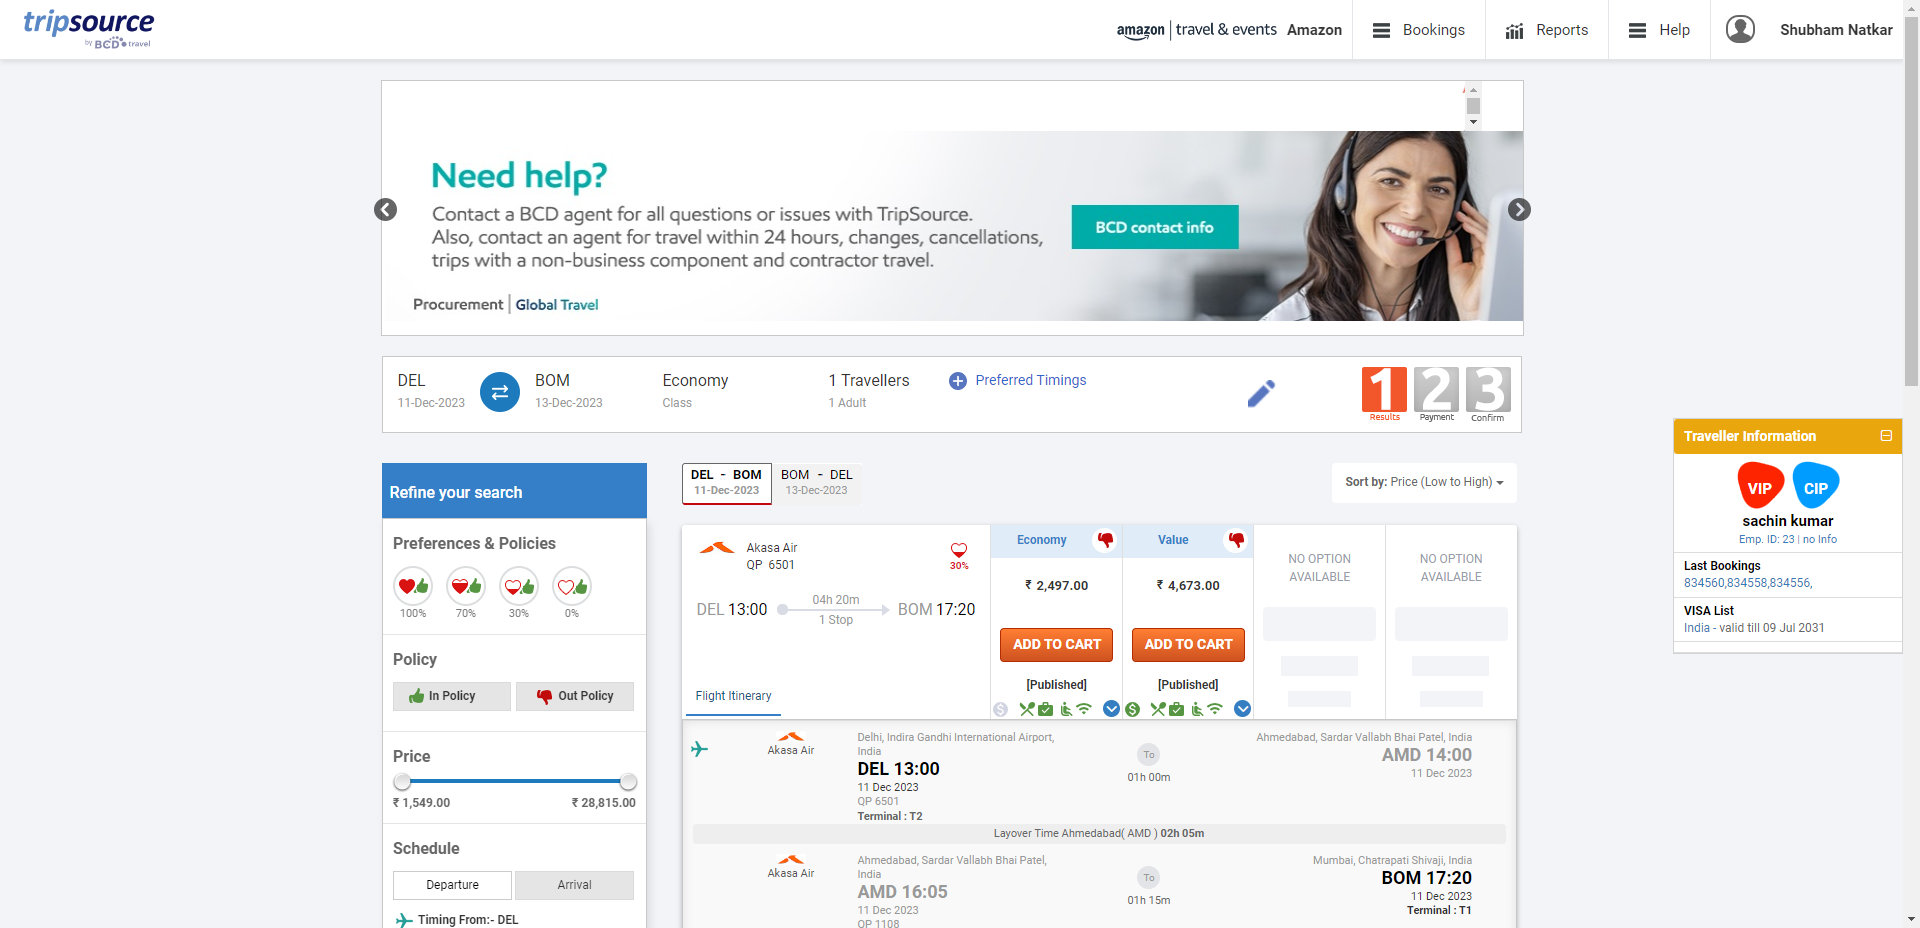 tripsource
by BCD travel
amazon | travel & events Amazon
Bookings
Reports
Help
Shubham Natkar
Need help?
Contact a BCD agent for all questions or issues with TripSource.
Also, contact an agent for travel within 24 hours, changes, cancellations,
trips with a non-business component and contractor travel.
BCD contact info
Procurement | Global Travel
DEL
11-Dec-2023
BOM
13-Dec-2023
Economy
Class
1 Travellers
1 Adult
Preferred Timings
1 2 3
Results Payment Confirm
Traveller Information
VIP CIP
sachin kumar
Emp. ID: 23 | no Info
Last Bookings
834560,834558,834556,
VISA List
India - valid till 09 Jul 2031
Refine your search
Preferences & Policies
100% 70% 30% 0%
Policy
In Policy Out Policy
Price
₹ 1,549.00 ₹ 28,815.00
Schedule
Departure Arrival
Timing From:- DEL
DEL - BOM
11-Dec-2023
BOM - DEL
13-Dec-2023
Sort by: Price (Low to High)
Akasa Air
QP 6501
30%
DEL 13:00
04h 20m
1 Stop
BOM 17:20
Flight Itinerary
Economy
₹ 2,497.00
ADD TO CART
[Published]
Value
₹ 4,673.00
ADD TO CART
[Published]
NO OPTION
AVAILABLE
NO OPTION
AVAILABLE
Akasa Air
Delhi, Indira Gandhi International Airport,
India
DEL 13:00
11 Dec 2023
QP 6501
Terminal : T2
To
01h 00m
Ahmedabad, Sardar Vallabh Bhai Patel, India
AMD 14:00
11 Dec 2023
Layover Time Ahmedabad( AMD ) 02h 05m
Akasa Air
Ahmedabad, Sardar Vallabh Bhai Patel,
India
AMD 16:05
11 Dec 2023
QP 1108
To
01h 15m
Mumbai, Chatrapati Shivaji, India
BOM 17:20
11 Dec 2023
Terminal : T1